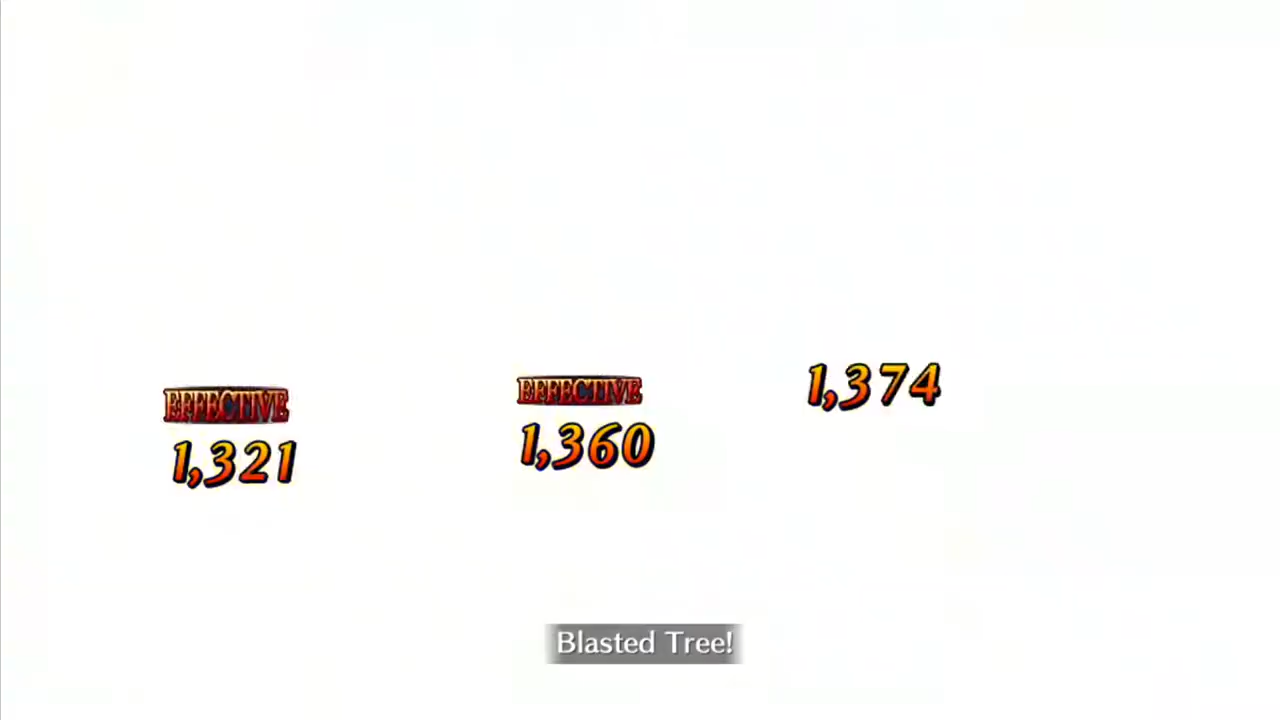 EFFECTIVE
1,321
EFFECTIVE
1,360
1,374
Blasted Tree!